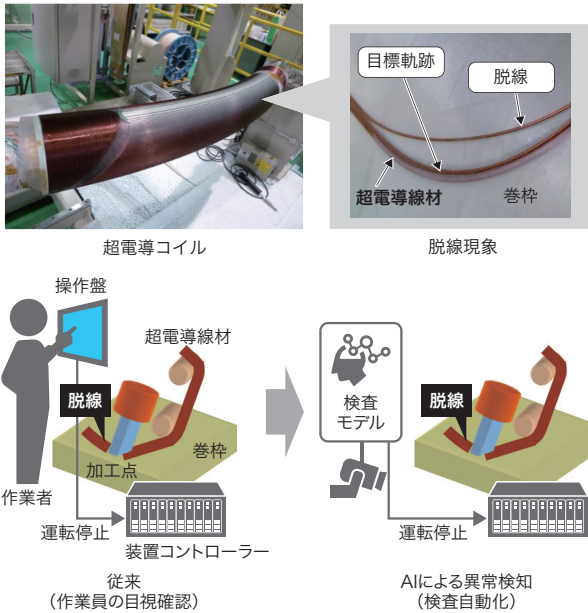 目標軌跡
脱線
超電導線材
巻枠
超電導コイル
脱線現象
操作盤
超電導線材
脱線
巻枠
加工点
作業者
運転停止
装置コントローラー
従来
（作業員の目視確認）
検査
モデル
脱線
運転停止
AIによる異常検知
（検査自動化）